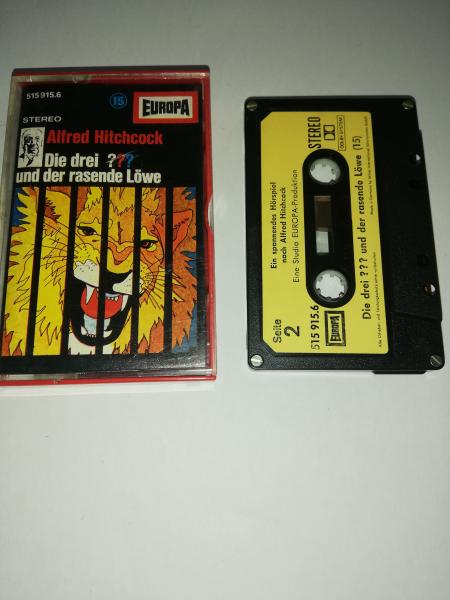 515 915.6
15
EUROPA
STEREO
Alfred Hitchcock
Die drei ???
und der rasende Löwe
STEREO
DOLBY SYSTEM
Ein spannendes Hörspiel
nach Alfred Hitchcock
Eine Studio EUROPA-Produktion
Seite
2
515 915.6
EUROPA
Die drei ??? und der rasende Löwe (15)